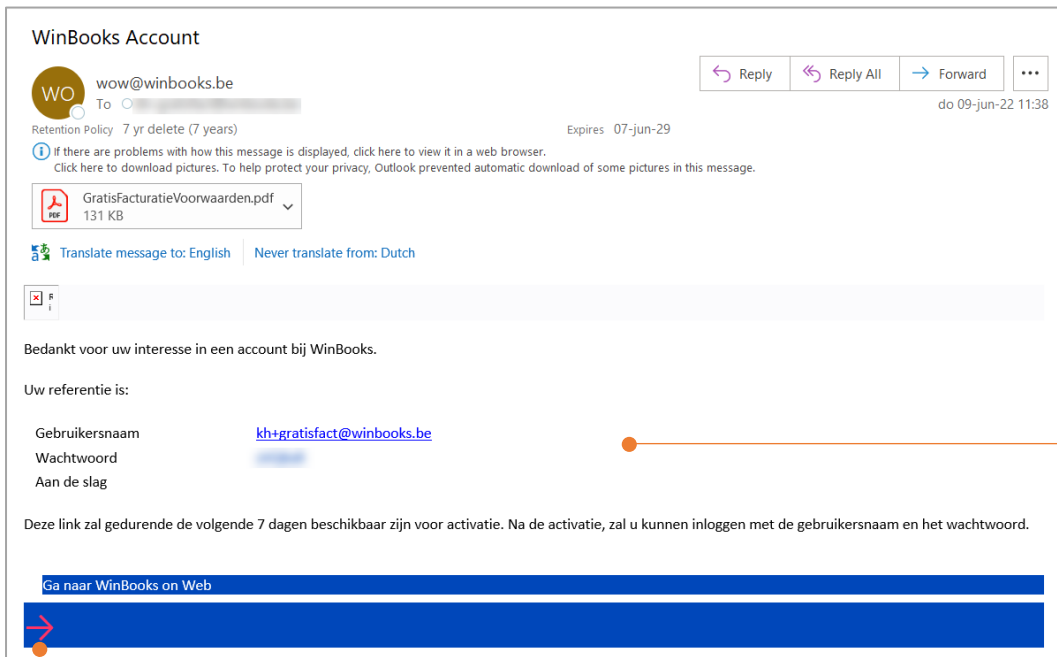 WinBooks Account
WO
wow@winbooks.be
Reply
Reply All
Forward
To
do 09-jun-22 11:38
Retention Policy 7 yr delete (7 years)
Expires 07-jun-29
If there are problems with how this message is displayed, click here to view it in a web browser.
Click here to download pictures. To help protect your privacy, Outlook prevented automatic download of some pictures in this message.
PDF
GratisFacturatieVoorwaarden.pdf
131 KB
Translate message to: English
Never translate from: Dutch
Bedankt voor uw interesse in een account bij WinBooks.
Uw referentie is:
Gebruikersnaam kh+gratisfact@winbooks.be
Wachtwoord
Aan de slag
Deze link zal gedurende de volgende 7 dagen beschikbaar zijn voor activatie. Na de activatie, zal u kunnen inloggen met de gebruikersnaam en het wachtwoord.
Ga naar WinBooks on Web